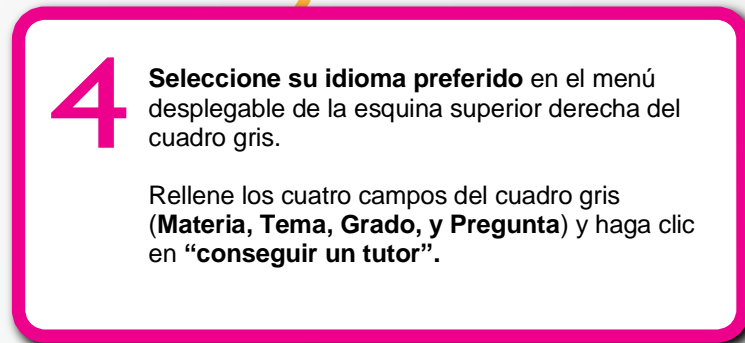 4
Seleccione su idioma preferido en el menú
desplegable de la esquina superior derecha del
cuadro gris.
Rellene los cuatro campos del cuadro gris
(Materia, Tema, Grado, y Pregunta) y haga clic
en “conseguir un tutor”.